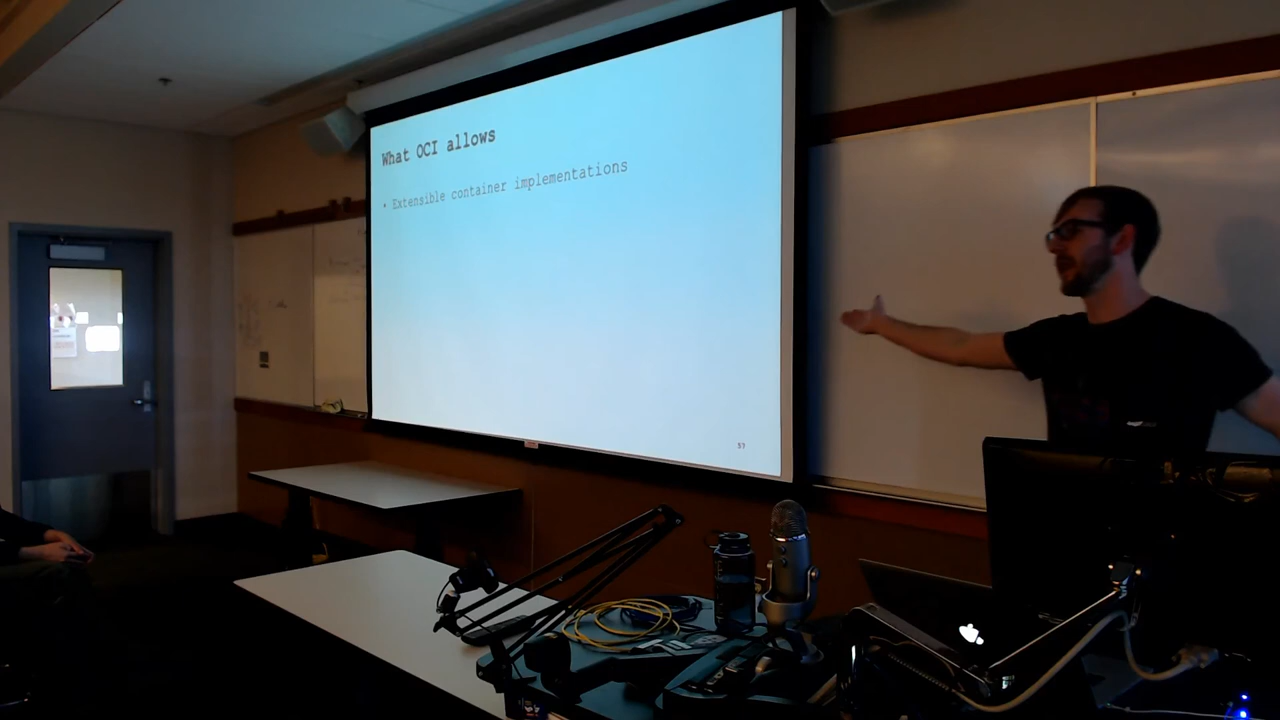 What OCI allows
• Extensible container implementations